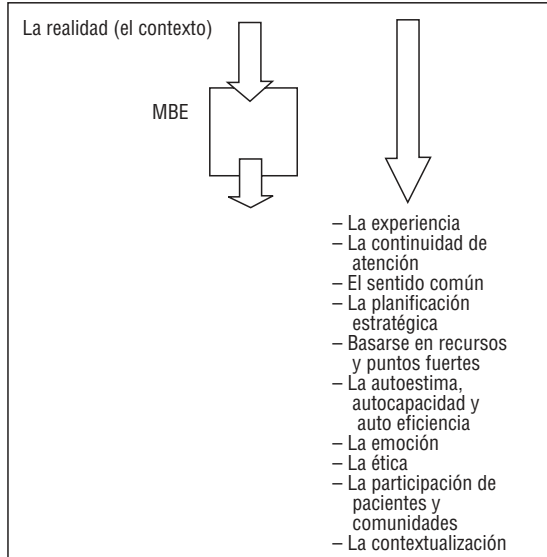 La realidad (el contexto)
MBE
– La experiencia
– La continuidad de
atención
– El sentido común
– La planificación
estratégica
– Basarse en recursos
y puntos fuertes
– La autoestima,
autocapacidad y
auto eficiencia
– La emoción
– La ética
– La participación de
pacientes y
comunidades
– La contextualización